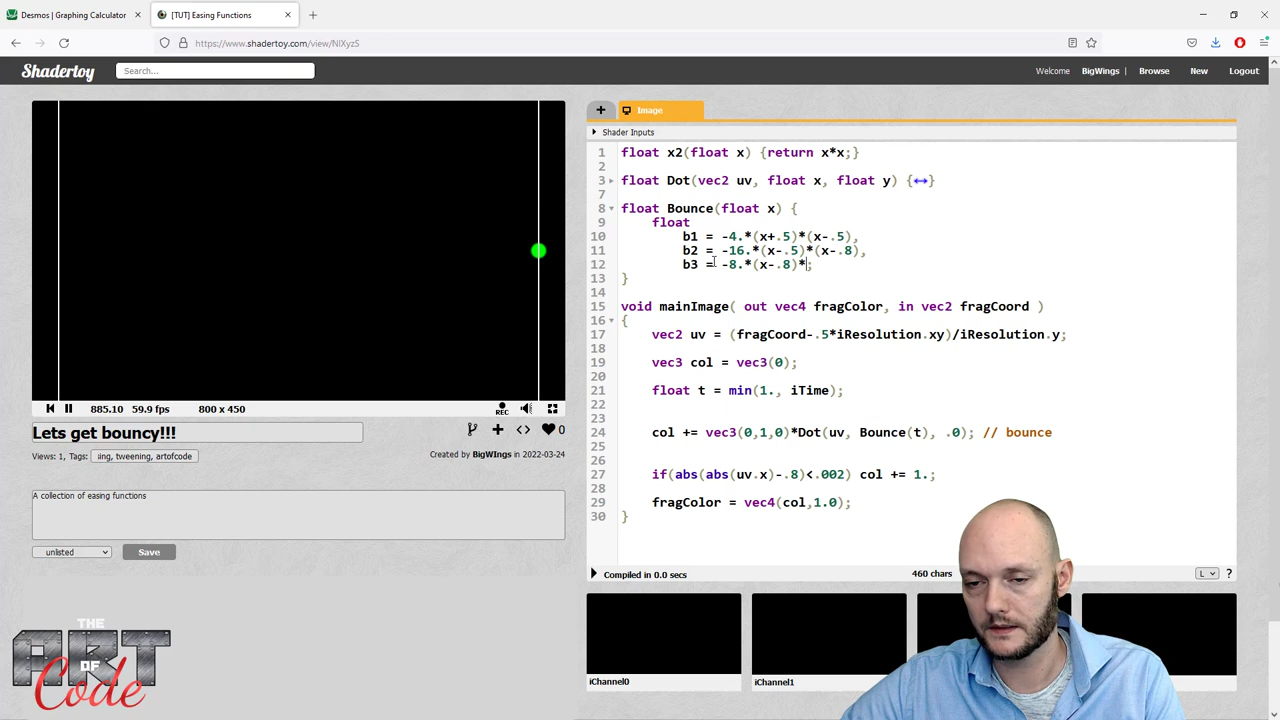 Desmos | Graphing Calculator
[TUT] Easing Functions
https://www.shadertoy.com/view/NlXyzS
Shadertoy
Search...
Welcome BigWings | Browse New Logout
+ Image
Shader Inputs
1 float x2(float x) {return x*x;}
2
3 float Dot(vec2 uv, float x, float y) {↔}
7
8 float Bounce(float x) {
9 float
10 b1 = -4.*(x+.5)*(x-.5),
11 b2 = -16.*(x-.5)*(x-.8),
12 b3 = -8.*(x-.8)*;
13 }
14
15 void mainImage( out vec4 fragColor, in vec2 fragCoord )
16 {
17 vec2 uv = (fragCoord-.5*iResolution.xy)/iResolution.y;
18
19 vec3 col = vec3(0);
20
21 float t = min(1., iTime);
22
23
24 col += vec3(0,1,0)*Dot(uv, Bounce(t), .0); // bounce
25
26
27 if(abs(abs(uv.x)-.8)<.002) col += 1.;
28
29 fragColor = vec4(col,1.0);
30 }
885.10 59.9 fps 800 x 450
REC
Lets get bouncy!!!
0
Views: 1, Tags: ing, tweening, artofcode
Created by BigWIngs in 2022-03-24
A collection of easing functions
unlisted
Save
Compiled in 0.0 secs
460 chars
L
?
iChannel0
iChannel1
THE
ART
OF
Code